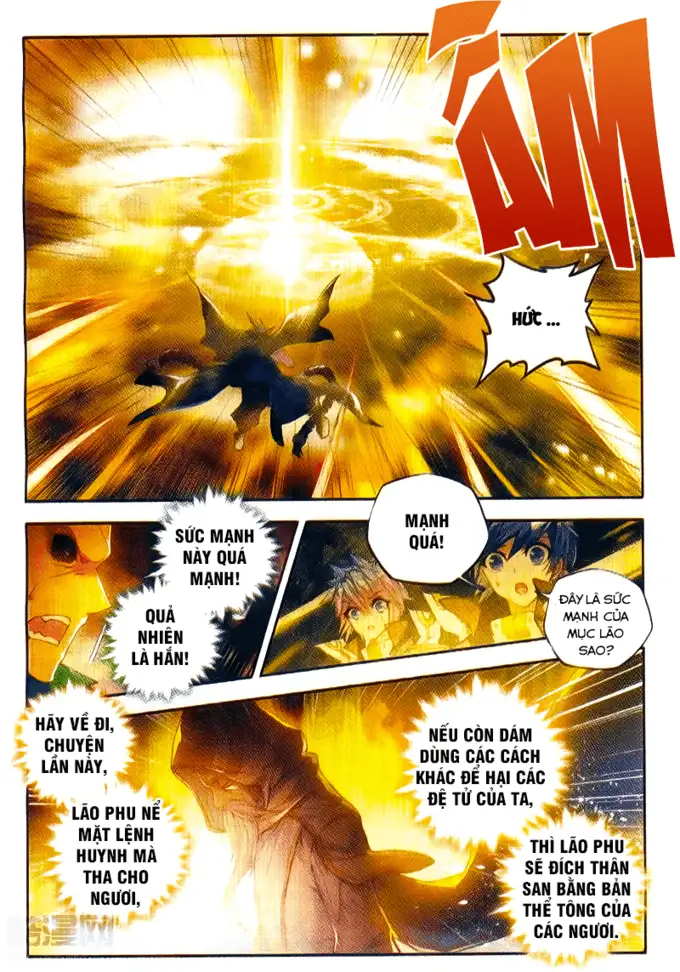 ẦM
HỨC ...
SỨC MẠNH
NÀY QUÁ
MẠNH!
QUẢ
NHIÊN
LÀ HẮN!
MẠNH
QUÁ!
ĐÂY LÀ SỨC
MẠNH CỦA
MỤC LÃO
SAO?
HÃY VỀ ĐI,
CHUYỆN
LẦN NÀY,
LÃO PHU NỂ
MẶT LỆNH
HUYNH MÀ
THA CHO
NGƯƠI,
NẾU CÒN DÁM
DÙNG CÁC CÁCH
KHÁC ĐỂ HẠI CÁC
ĐỆ TỬ CỦA TA,
THÌ LÃO PHU
SẼ ĐÍCH THÂN
SAN BẰNG BẢN
THỂ TÔNG CỦA
CÁC NGƯƠI.
漫网